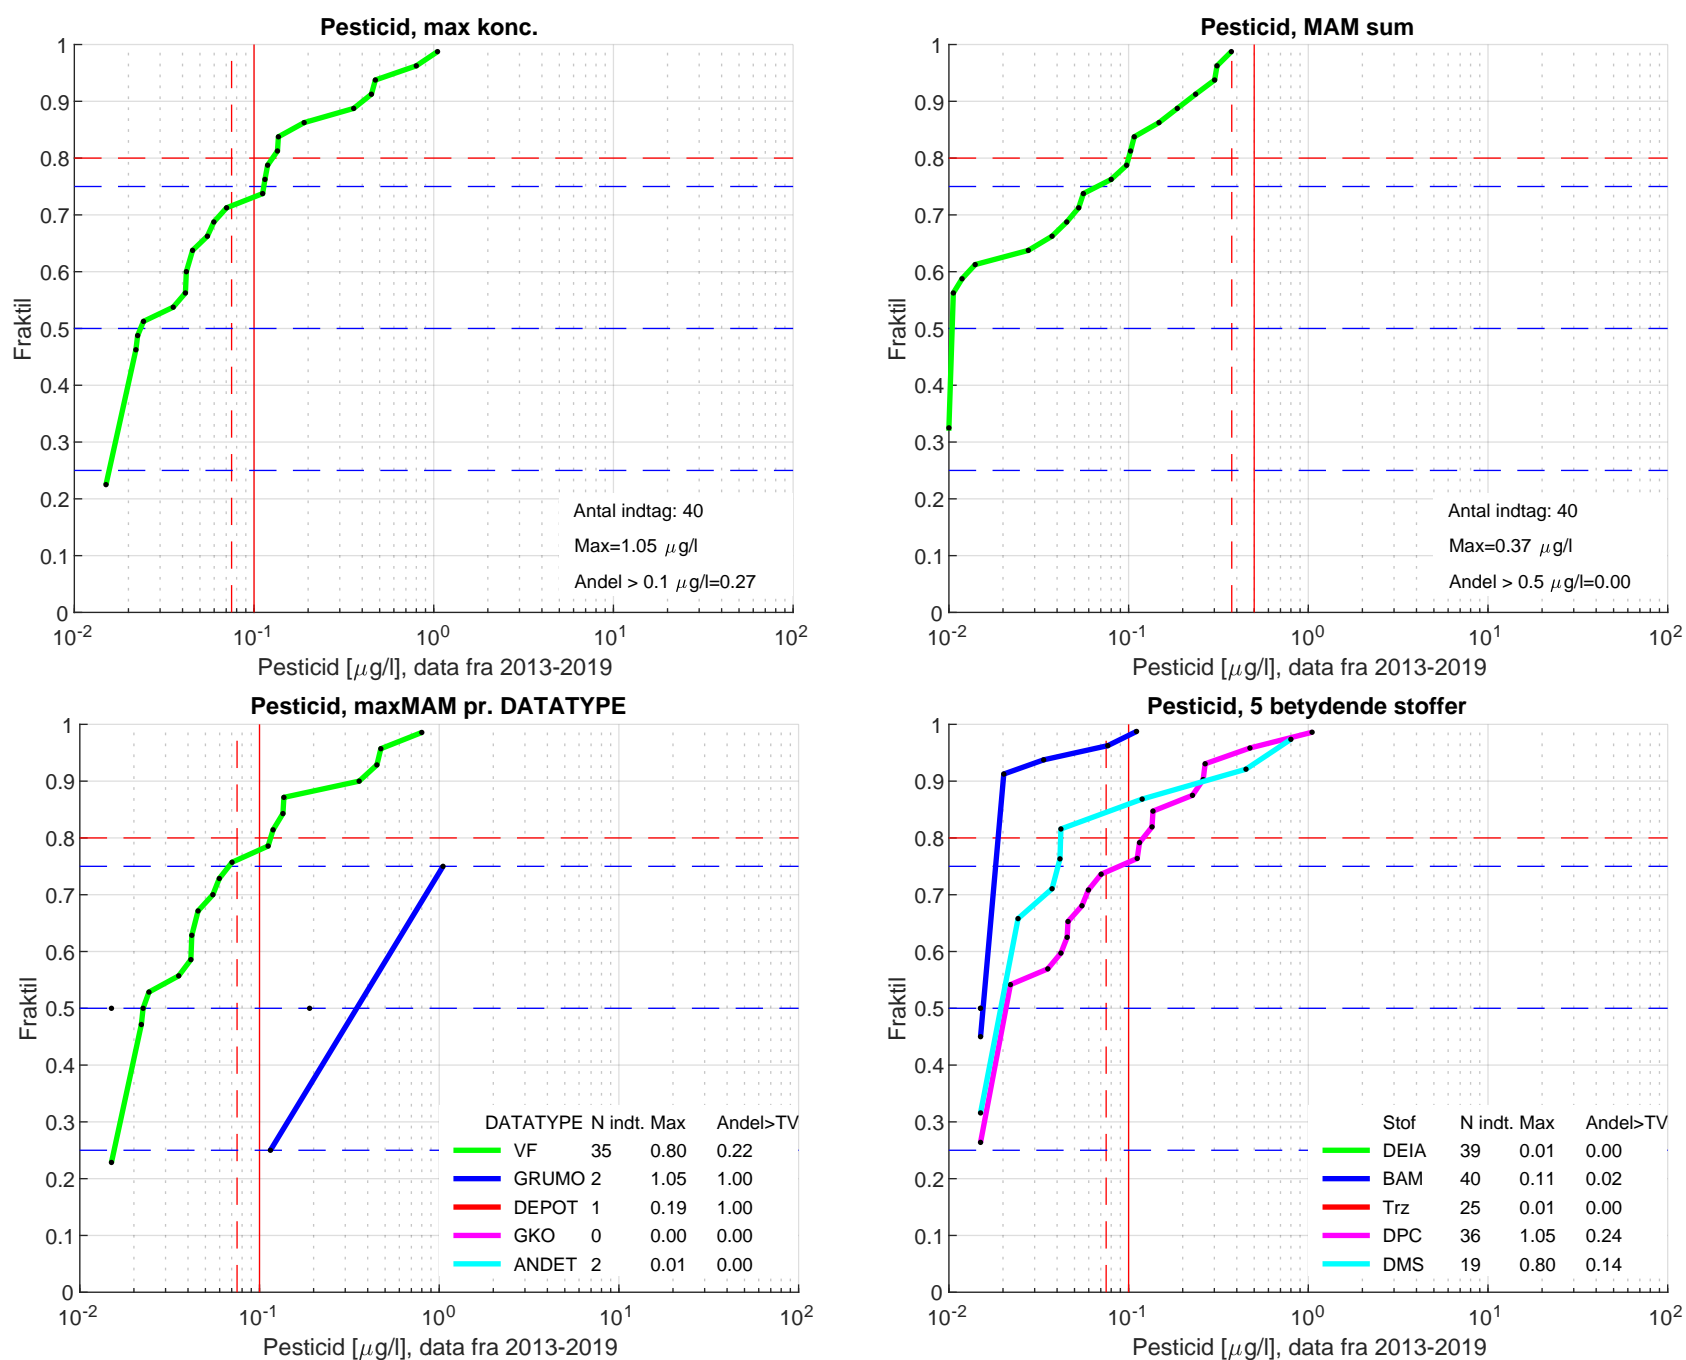 Pesticid, max konc.
1
0.9
0.8
0.7
0.6
0.5
0.4
0.3
0.2
0.1
0
Fraktil
Antal indtag: 40
Max=1.05 μg/l
Andel > 0.1 μg/l=0.27
10-2 10-1 100 101 102
Pesticid [μg/l], data fra 2013-2019
Pesticid, MAM sum
1
0.9
0.8
0.7
0.6
0.5
0.4
0.3
0.2
0.1
0
Fraktil
Antal indtag: 40
Max=0.37 μg/l
Andel > 0.5 μg/l=0.00
10-2 10-1 100 101 102
Pesticid [μg/l], data fra 2013-2019
Pesticid, maxMAM pr. DATATYPE
1
0.9
0.8
0.7
0.6
0.5
0.4
0.3
0.2
0.1
0
Fraktil
DATATYPE N indt. Max Andel>TV
VF 35 0.80 0.22
GRUMO 2 1.05 1.00
DEPOT 1 0.19 1.00
GKO 0 0.00 0.00
ANDET 2 0.01 0.00
10-2 10-1 100 101 102
Pesticid [μg/l], data fra 2013-2019
Pesticid, 5 betydende stoffer
1
0.9
0.8
0.7
0.6
0.5
0.4
0.3
0.2
0.1
0
Fraktil
Stof N indt. Max Andel>TV
DEIA 39 0.01 0.00
BAM 40 0.11 0.02
Trz 25 0.01 0.00
DPC 36 1.05 0.24
DMS 19 0.80 0.14
10-2 10-1 100 101 102
Pesticid [μg/l], data fra 2013-2019